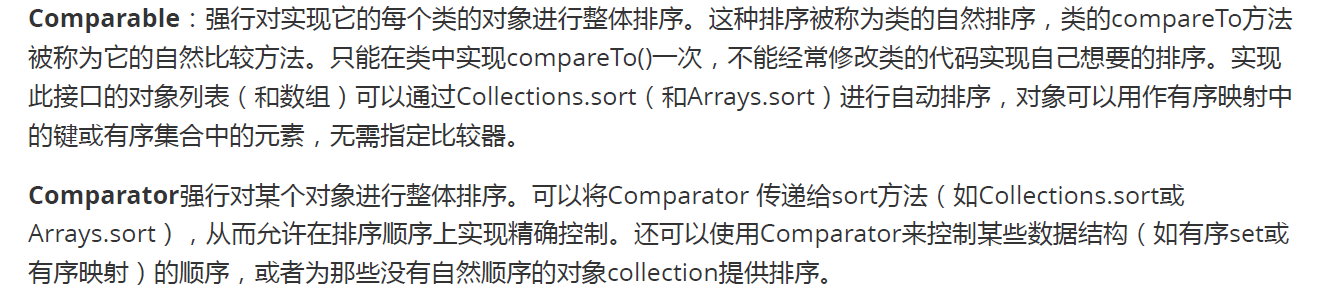 Comparable：强行对实现它的每个类的对象进行整体排序。这种排序被称为类的自然排序，类的compareTo方法
被称为它的自然比较方法。只能在类中实现compareTo()一次，不能经常修改类的代码实现自己想要的排序。实现
此接口的对象列表（和数组）可以通过Collections.sort（和Arrays.sort）进行自动排序，对象可以用作有序映射中
的键或有序集合中的元素，无需指定比较器。
Comparator强行对某个对象进行整体排序。可以将Comparator 传递给sort方法（如Collections.sort或
Arrays.sort），从而允许在排序顺序上实现精确控制。还可以使用Comparator来控制某些数据结构（如有序set或
有序映射）的顺序，或者为那些没有自然顺序的对象collection提供排序。